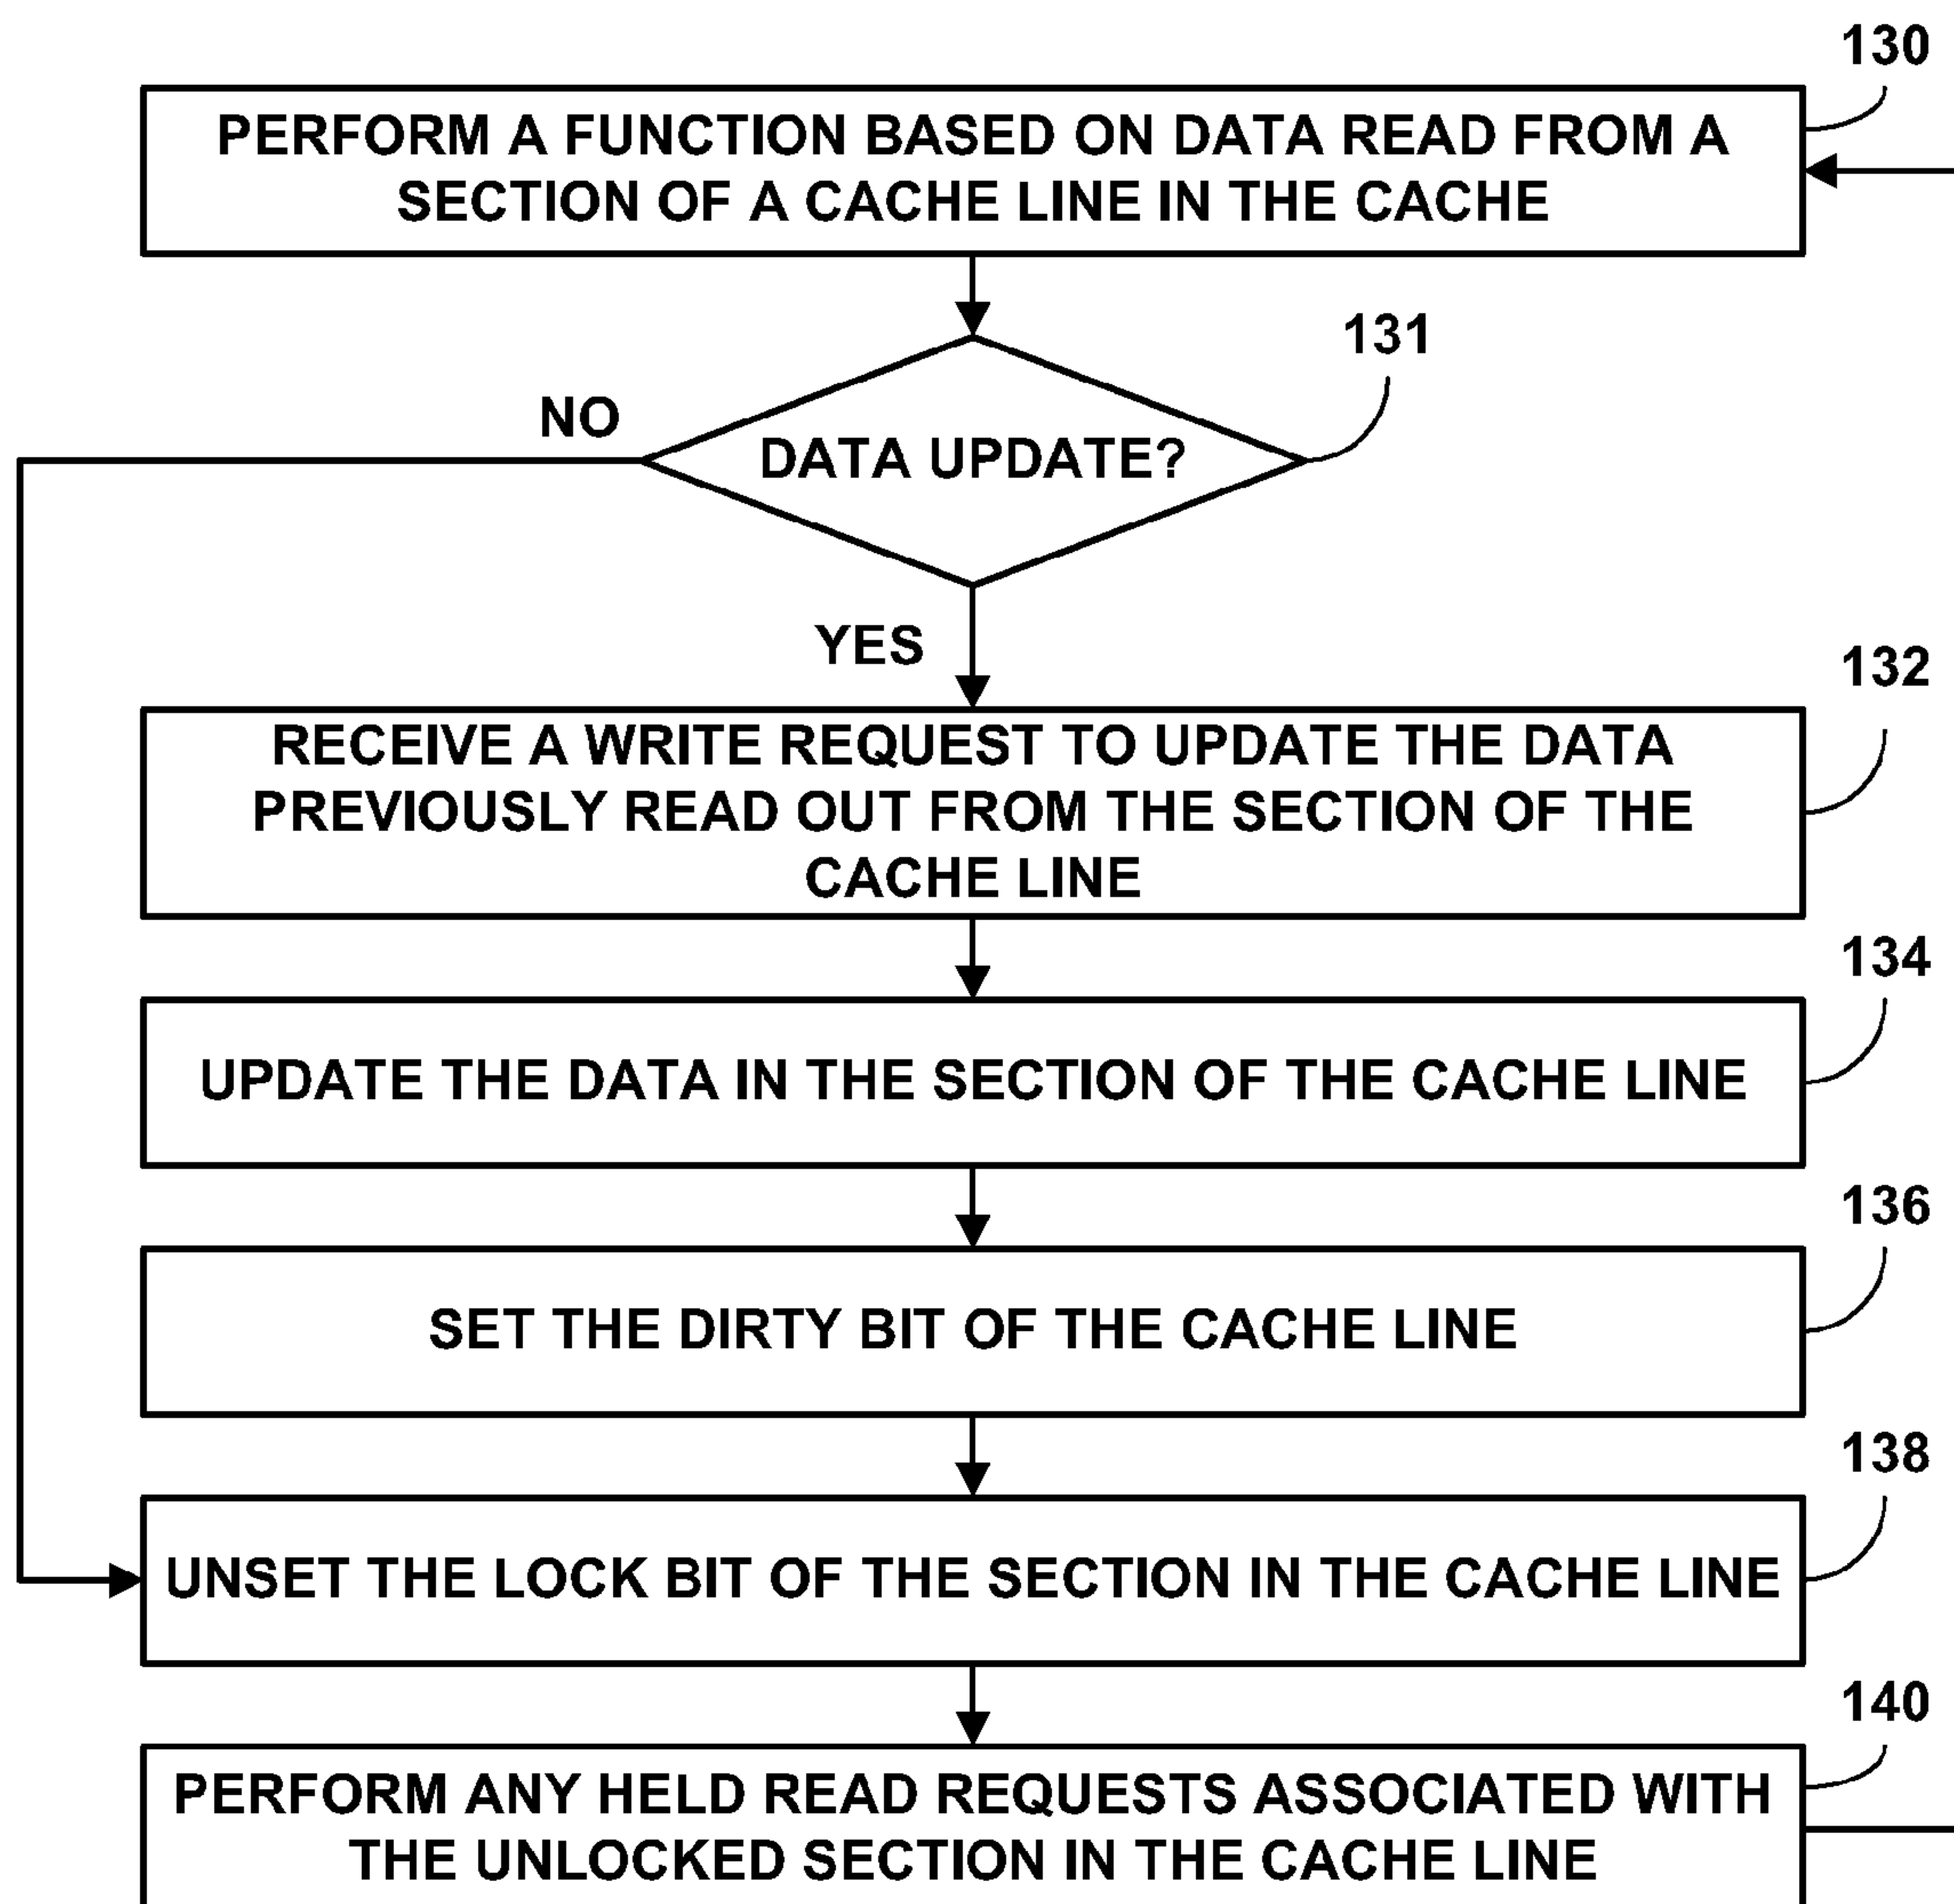 130
PERFORM A FUNCTION BASED ON DATA READ FROM A
SECTION OF A CACHE LINE IN THE CACHE
131
NO
DATA UPDATE?
YES
132
RECEIVE A WRITE REQUEST TO UPDATE THE DATA
PREVIOUSLY READ OUT FROM THE SECTION OF THE
CACHE LINE
134
UPDATE THE DATA IN THE SECTION OF THE CACHE LINE
136
SET THE DIRTY BIT OF THE CACHE LINE
138
UNSET THE LOCK BIT OF THE SECTION IN THE CACHE LINE
140
PERFORM ANY HELD READ REQUESTS ASSOCIATED WITH
THE UNLOCKED SECTION IN THE CACHE LINE